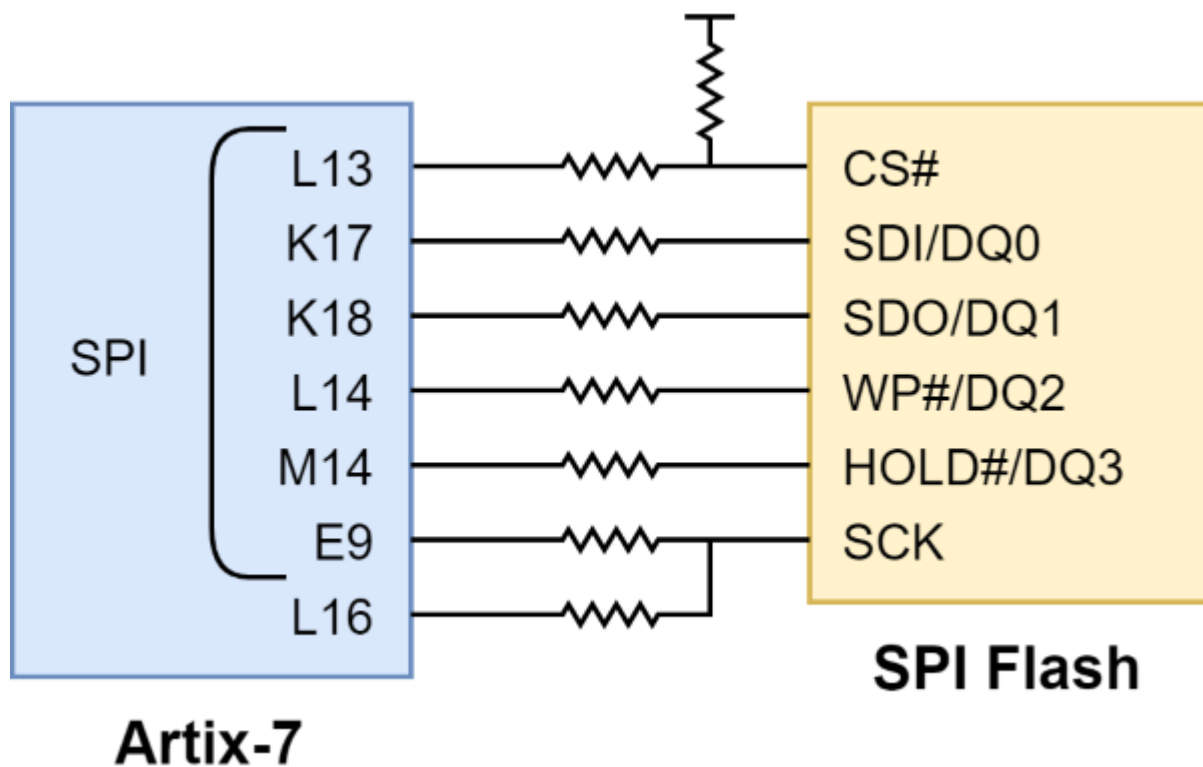 L13 CS#
K17 SDI/DQ0
K18 SDO/DQ1
SPI
L14 WP#/DQ2
M14 HOLD#/DQ3
E9 SCK
L16
SPI Flash
Artix-7